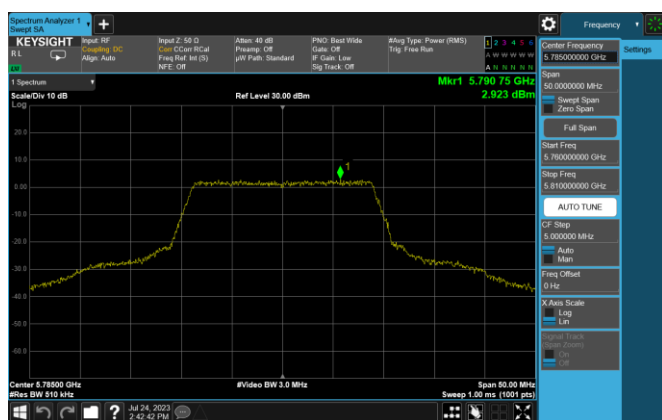 Spectrum Analyzer 1
Swept SA
Frequency
KEYSIGHT
R L
Input: RF
Coupling: DC
Align: Auto
Input Z: 50 Ω
Corr CCorr RCal
Freq Ref: Int (S)
NFE: Off
Atten: 40 dB
Preamp: Off
µW Path: Standard
PNO: Best Wide
Gate: Off
IF Gain: Low
Sig Track: Off
#Avg Type: Power (RMS)
Trig: Free Run
1 2 3 4 5 6
A W W W W W
A N N N N N
1 Spectrum
Scale/Div 10 dB
Ref Level 30.00 dBm
Mkr1 5.790 75 GHz
2.923 dBm
Log
20.0
10.0
0.00
-10.0
-20.0
-30.0
-40.0
-50.0
-60.0
1
Center 5.78500 GHz
#Res BW 510 kHz
#Video BW 3.0 MHz
Span 50.00 MHz
Sweep 1.00 ms (1001 pts)
Jul 24, 2023
2:42:42 PM
Center Frequency
5.785000000 GHz
Settings
Span
50.0000000 MHz
Swept Span
Zero Span
Full Span
Start Freq
5.760000000 GHz
Stop Freq
5.810000000 GHz
AUTO TUNE
CF Step
5.000000 MHz
Auto
Man
Freq Offset
0 Hz
X Axis Scale
Log
Lin
Signal Track
(Span Zoom)
On
Off